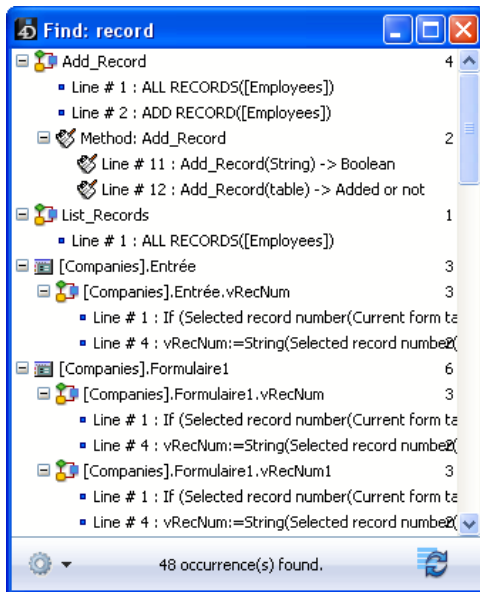 4D Find: record
Add_Record 4
Line # 1 : ALL RECORDS([Employees])
Line # 2 : ADD RECORD([Employees])
Method: Add_Record 2
Line # 11 : Add_Record(String) -> Boolean
Line # 12 : Add_Record(table) -> Added or not
List_Records 1
Line # 1 : ALL RECORDS([Employees])
[Companies].Entrée 3
[Companies].Entrée.vRecNum 3
Line # 1 : If (Selected record number(Current form ta
Line # 4 : vRecNum:=String(Selected record number(
[Companies].Formulaire1 6
[Companies].Formulaire1.vRecNum 3
Line # 1 : If (Selected record number(Current form ta
Line # 4 : vRecNum:=String(Selected record number(
[Companies].Formulaire1.vRecNum1 3
Line # 1 : If (Selected record number(Current form ta
Line # 4 : vRecNum:=String(Selected record number(
48 occurrence(s) found.